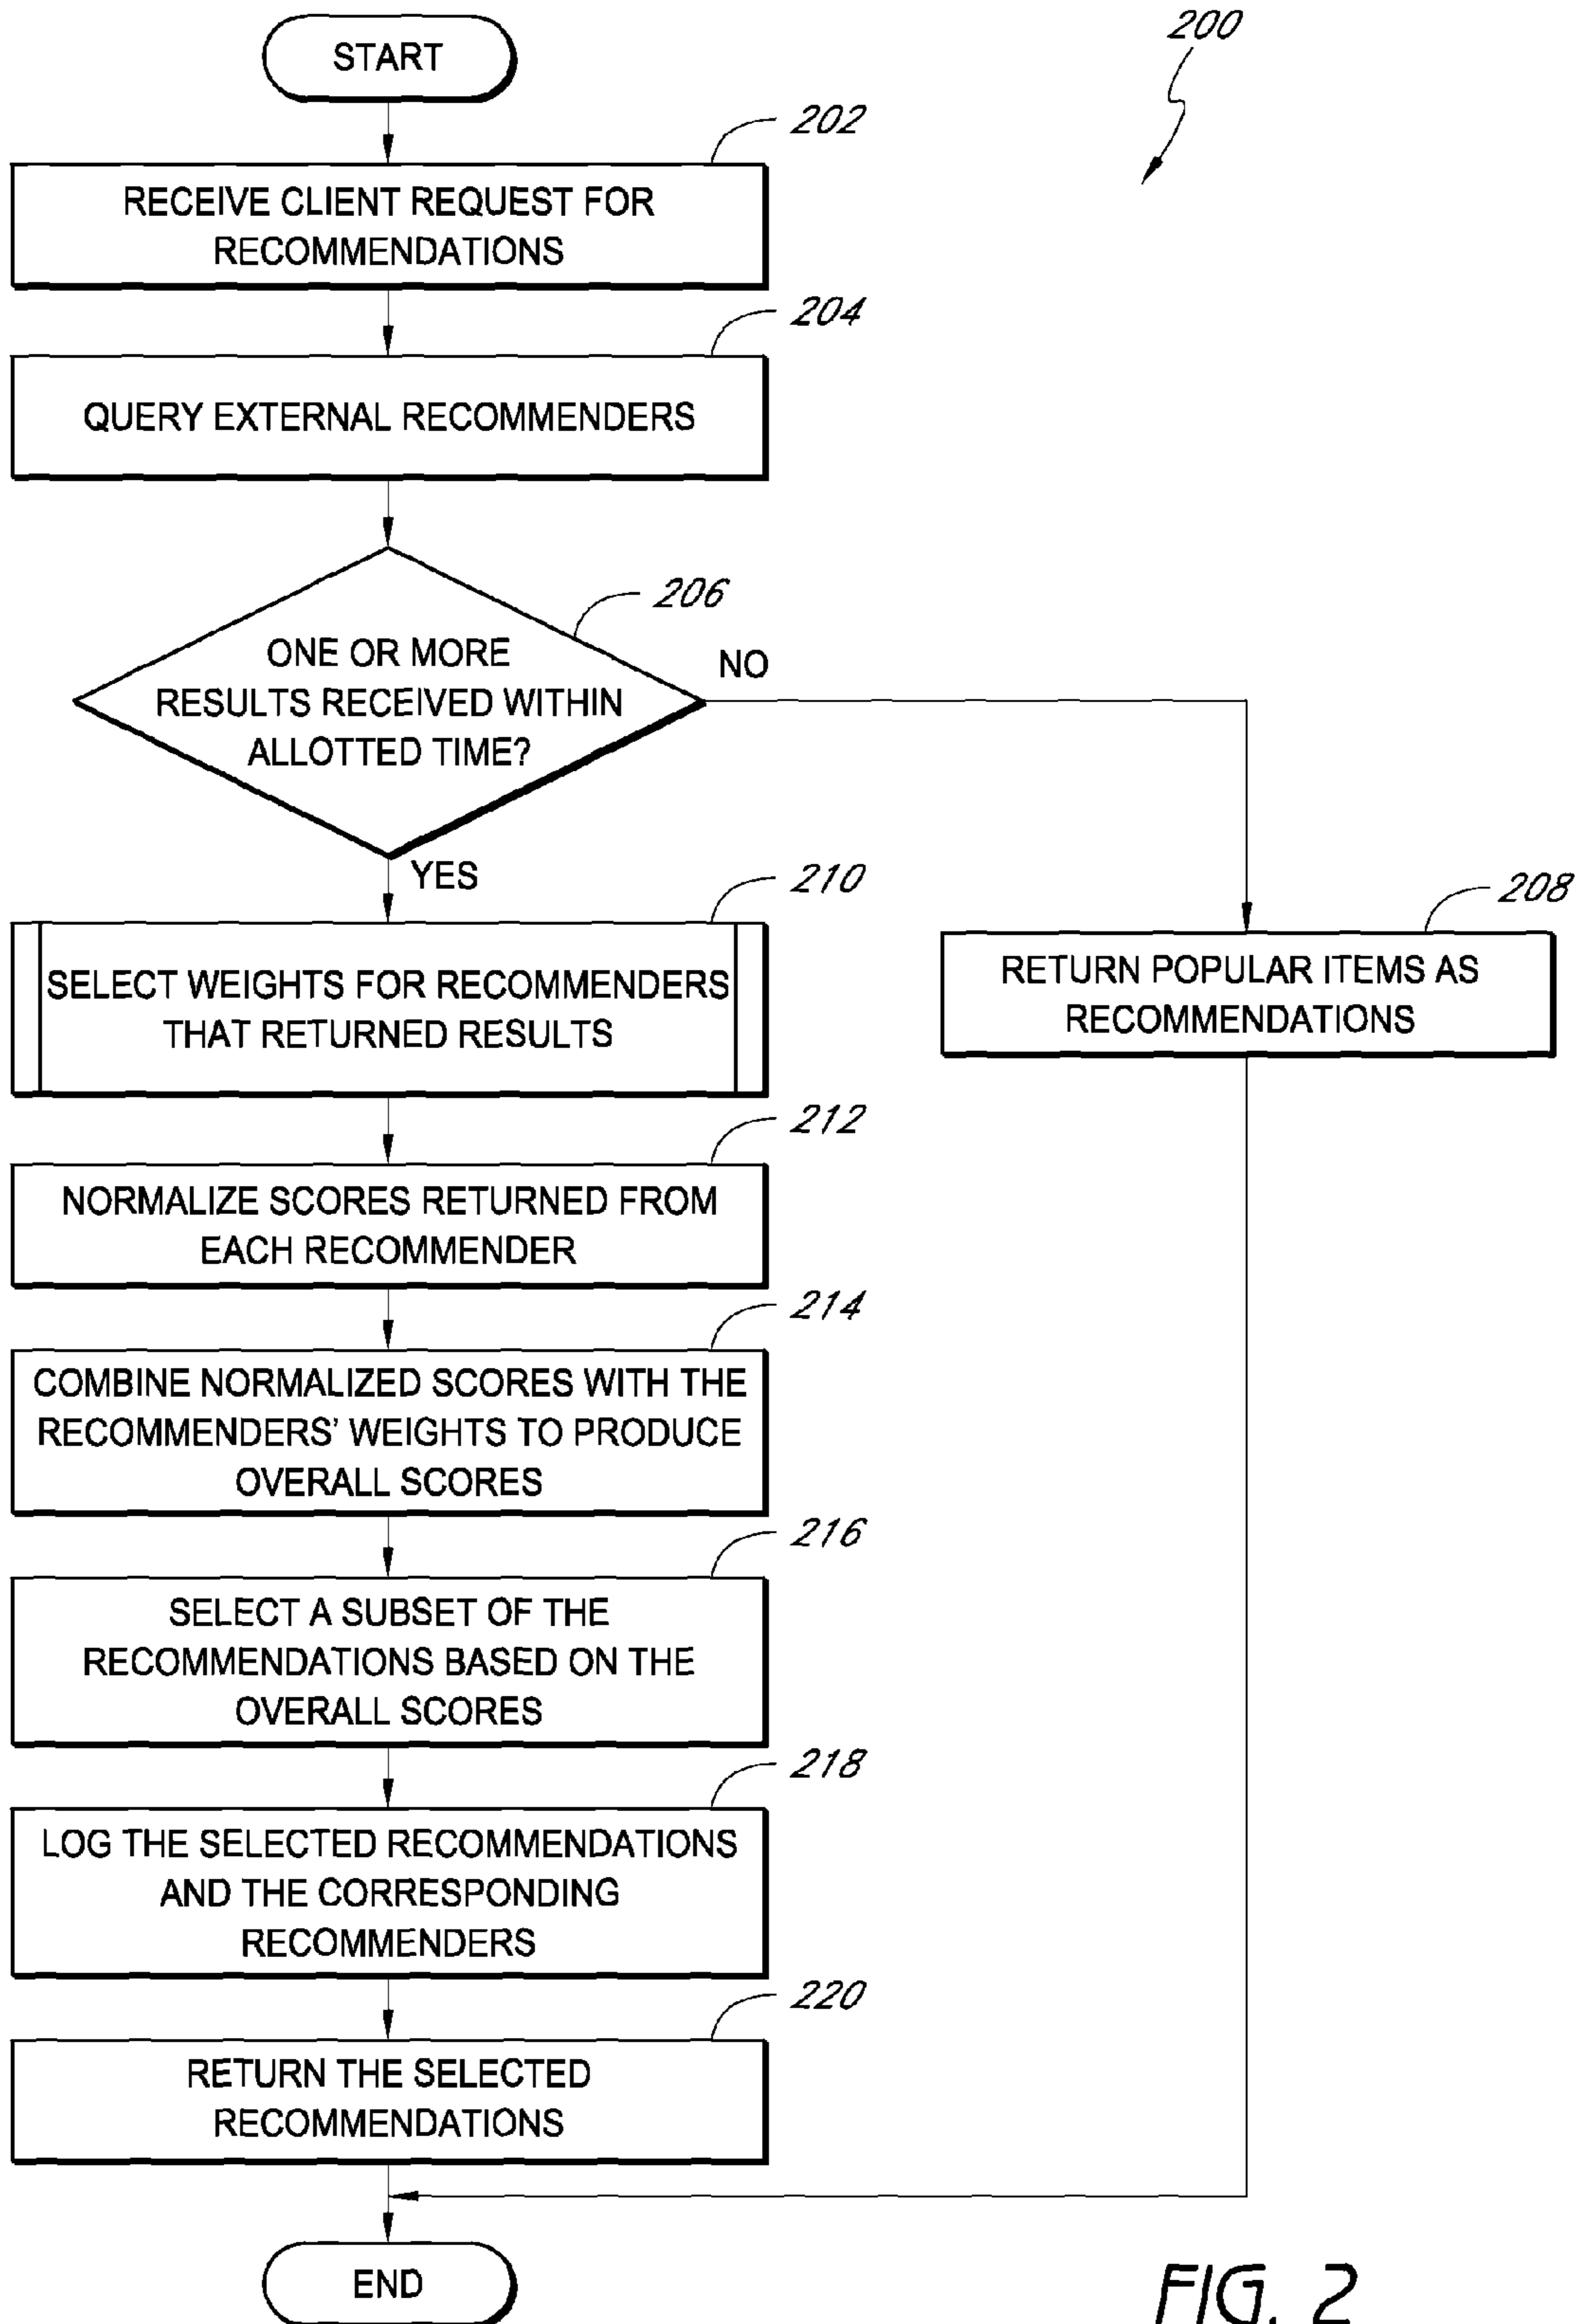 START
200
202
RECEIVE CLIENT REQUEST FOR
RECOMMENDATIONS
204
QUERY EXTERNAL RECOMMENDERS
206
ONE OR MORE
RESULTS RECEIVED WITHIN
ALLOTTED TIME?
NO
YES
210
SELECT WEIGHTS FOR RECOMMENDERS
THAT RETURNED RESULTS
208
RETURN POPULAR ITEMS AS
RECOMMENDATIONS
212
NORMALIZE SCORES RETURNED FROM
EACH RECOMMENDER
214
COMBINE NORMALIZED SCORES WITH THE
RECOMMENDERS' WEIGHTS TO PRODUCE
OVERALL SCORES
216
SELECT A SUBSET OF THE
RECOMMENDATIONS BASED ON THE
OVERALL SCORES
218
LOG THE SELECTED RECOMMENDATIONS
AND THE CORRESPONDING
RECOMMENDERS
220
RETURN THE SELECTED
RECOMMENDATIONS
END
FIG. 2